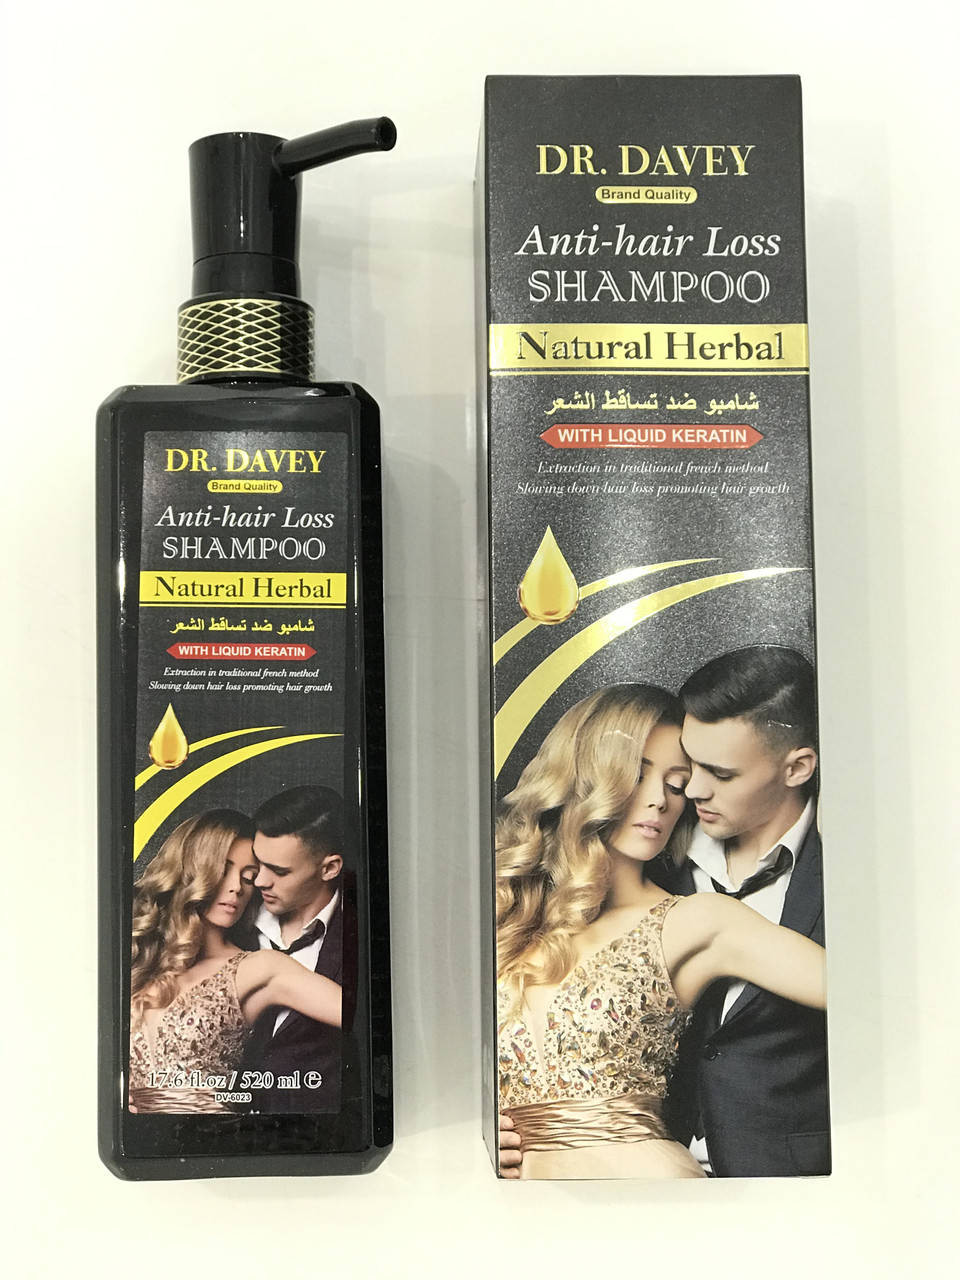 DR. DAVEY
Brand Quality
Anti-hair Loss
SHAMPOO
Natural Herbal
شامبو ضد تساقط الشعر
WITH LIQUID KERATIN
Extraction in traditional french method
Slowing down hair loss promoting hair growth
17.6 fl.oz / 520 ml ℮
DV-6023
DR. DAVEY
Brand Quality
Anti-hair Loss
SHAMPOO
Natural Herbal
شامبو ضد تساقط الشعر
WITH LIQUID KERATIN
Extraction in traditional french method
Slowing down hair loss promoting hair growth